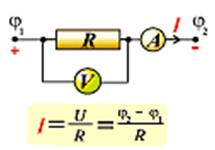 φ₁ R A I φ₂
+ -
V
I = U/R = (φ₂ - φ₁)/R